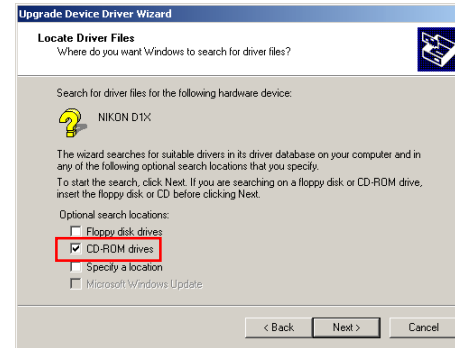 Upgrade Device Driver Wizard
Locate Driver Files
Where do you want Windows to search for driver files?
Search for driver files for the following hardware device:
NIKON D1X
The wizard searches for suitable drivers in its driver database on your computer and in
any of the following optional search locations that you specify.
To start the search, click Next. If you are searching on a floppy disk or CD-ROM drive,
insert the floppy disk or CD before clicking Next.
Optional search locations:
Floppy disk drives
CD-ROM drives
Specify a location
Microsoft Windows Update
< Back Next > Cancel